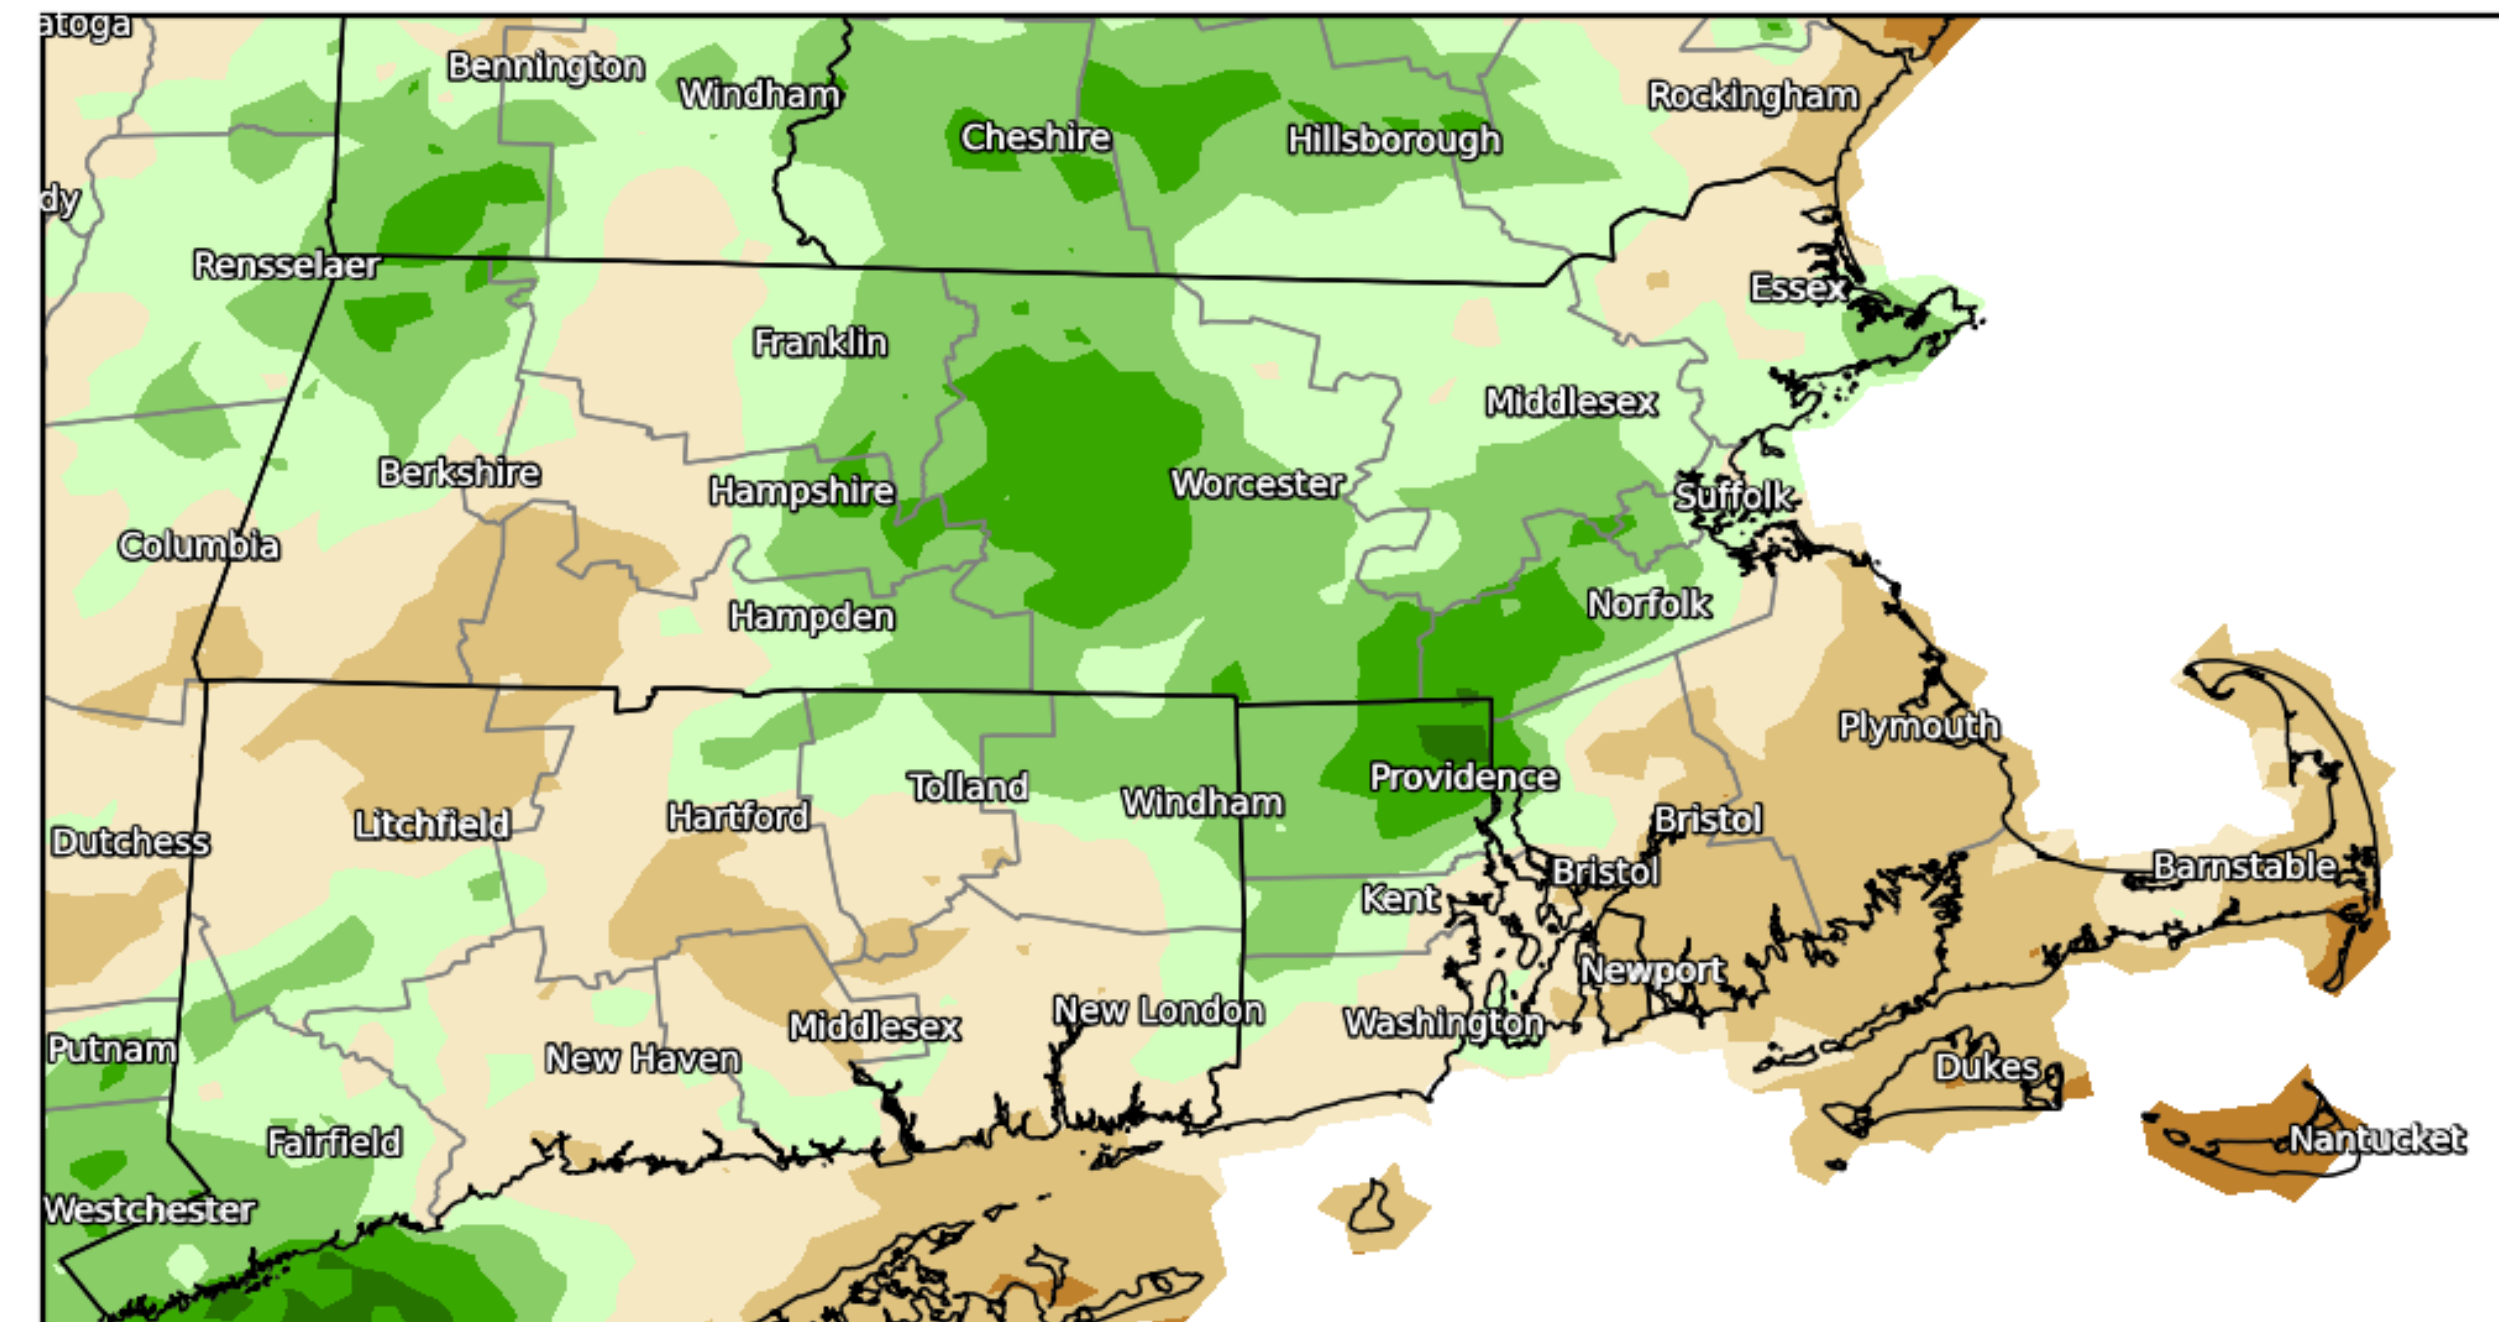 atoga
Bennington
Windham
Rockingham
Cheshire
Hillsborough
dy
Rensselaer
Essex
Franklin
Middlesex
Berkshire
Hampshire
Worcester
Suffolk
Columbia
Hampden
Norfolk
Plymouth
Providence
Tolland
Windham
Hartford
Litchfield
Bristol
Dutchess
Barnstable
Bristol
Kent
Newport
New London
Washington
Middlesex
Putnam
New Haven
Dukes
Fairfield
Nantucket
Westchester